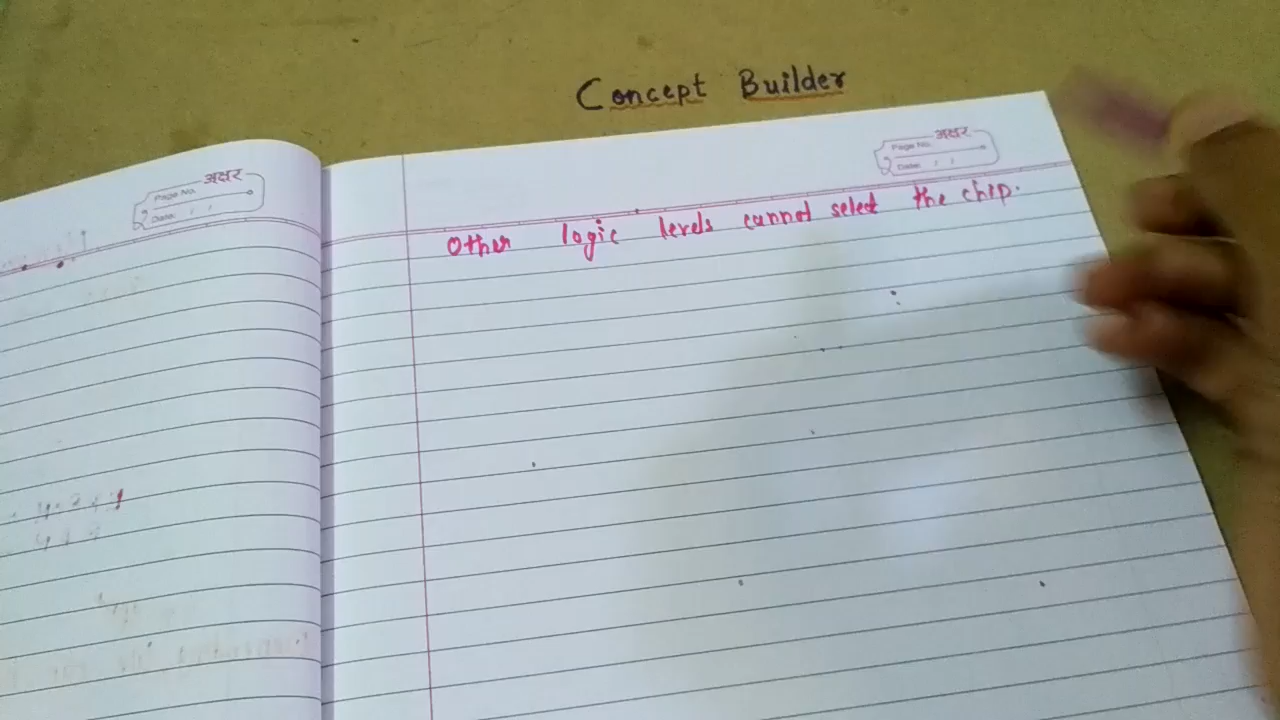 Concept Builder
अक्षर
Page No.
Date: / /
अक्षर
Page No.
Date: / /
Other logic levels cannot select the chip.